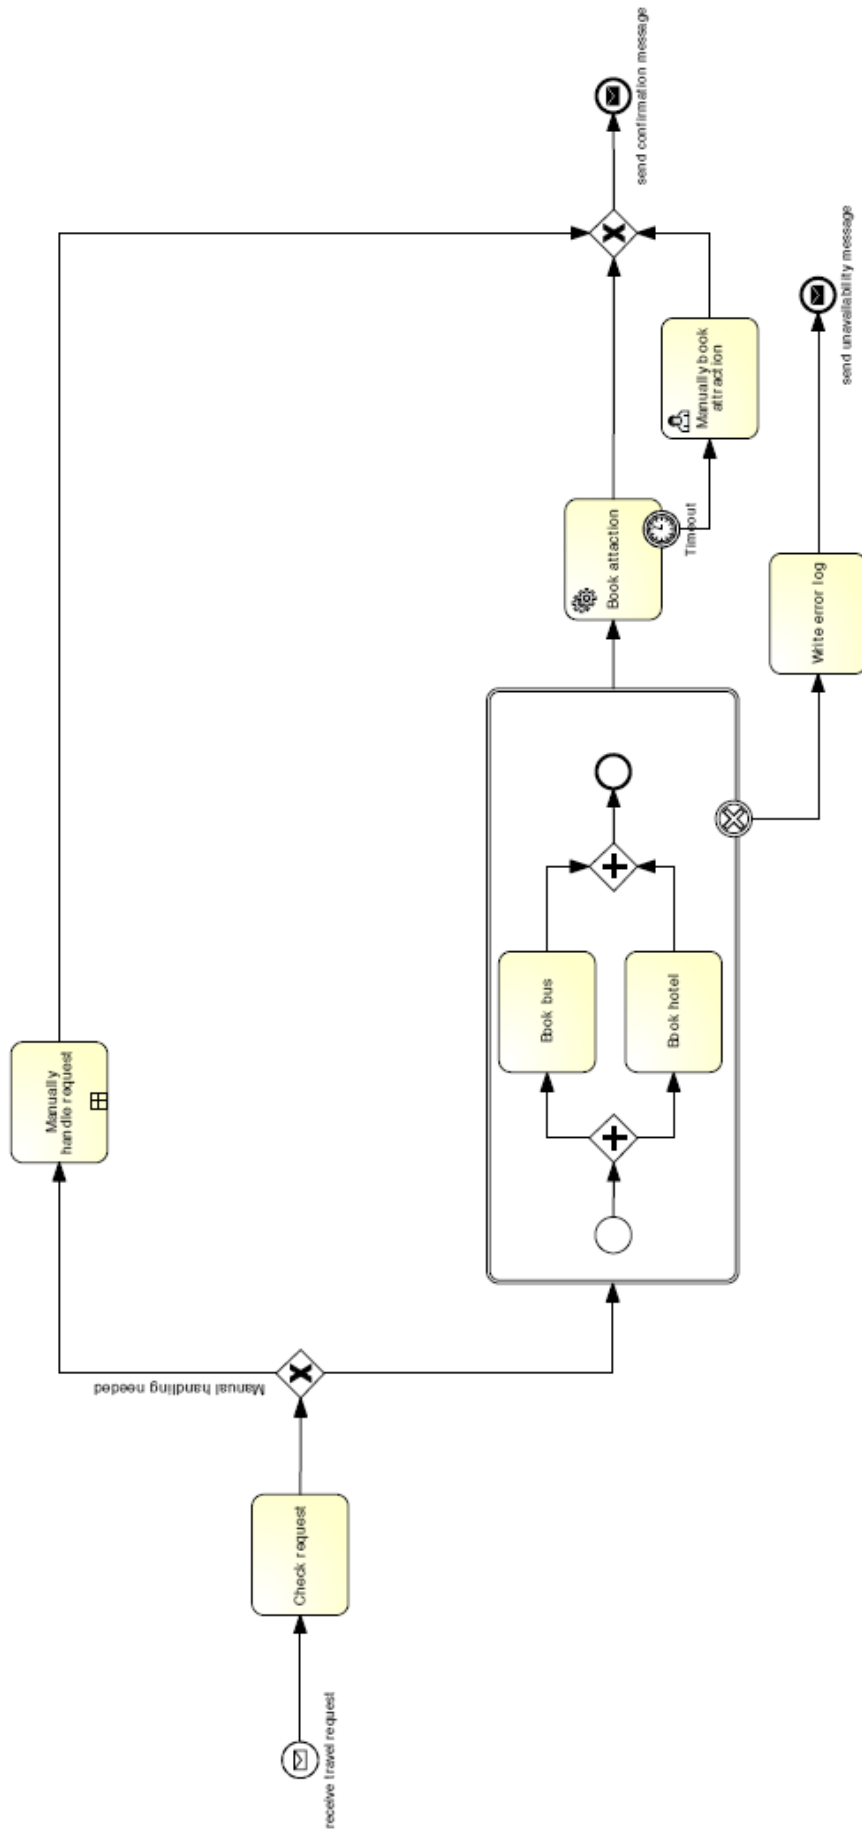 receive travel request
Check request
Manual handling needed
Manually
handle request
Book bus
Book hotel
Book attaction
Timeout
Manually book
attraction
Write error log
send confirmation message
send unavailability message